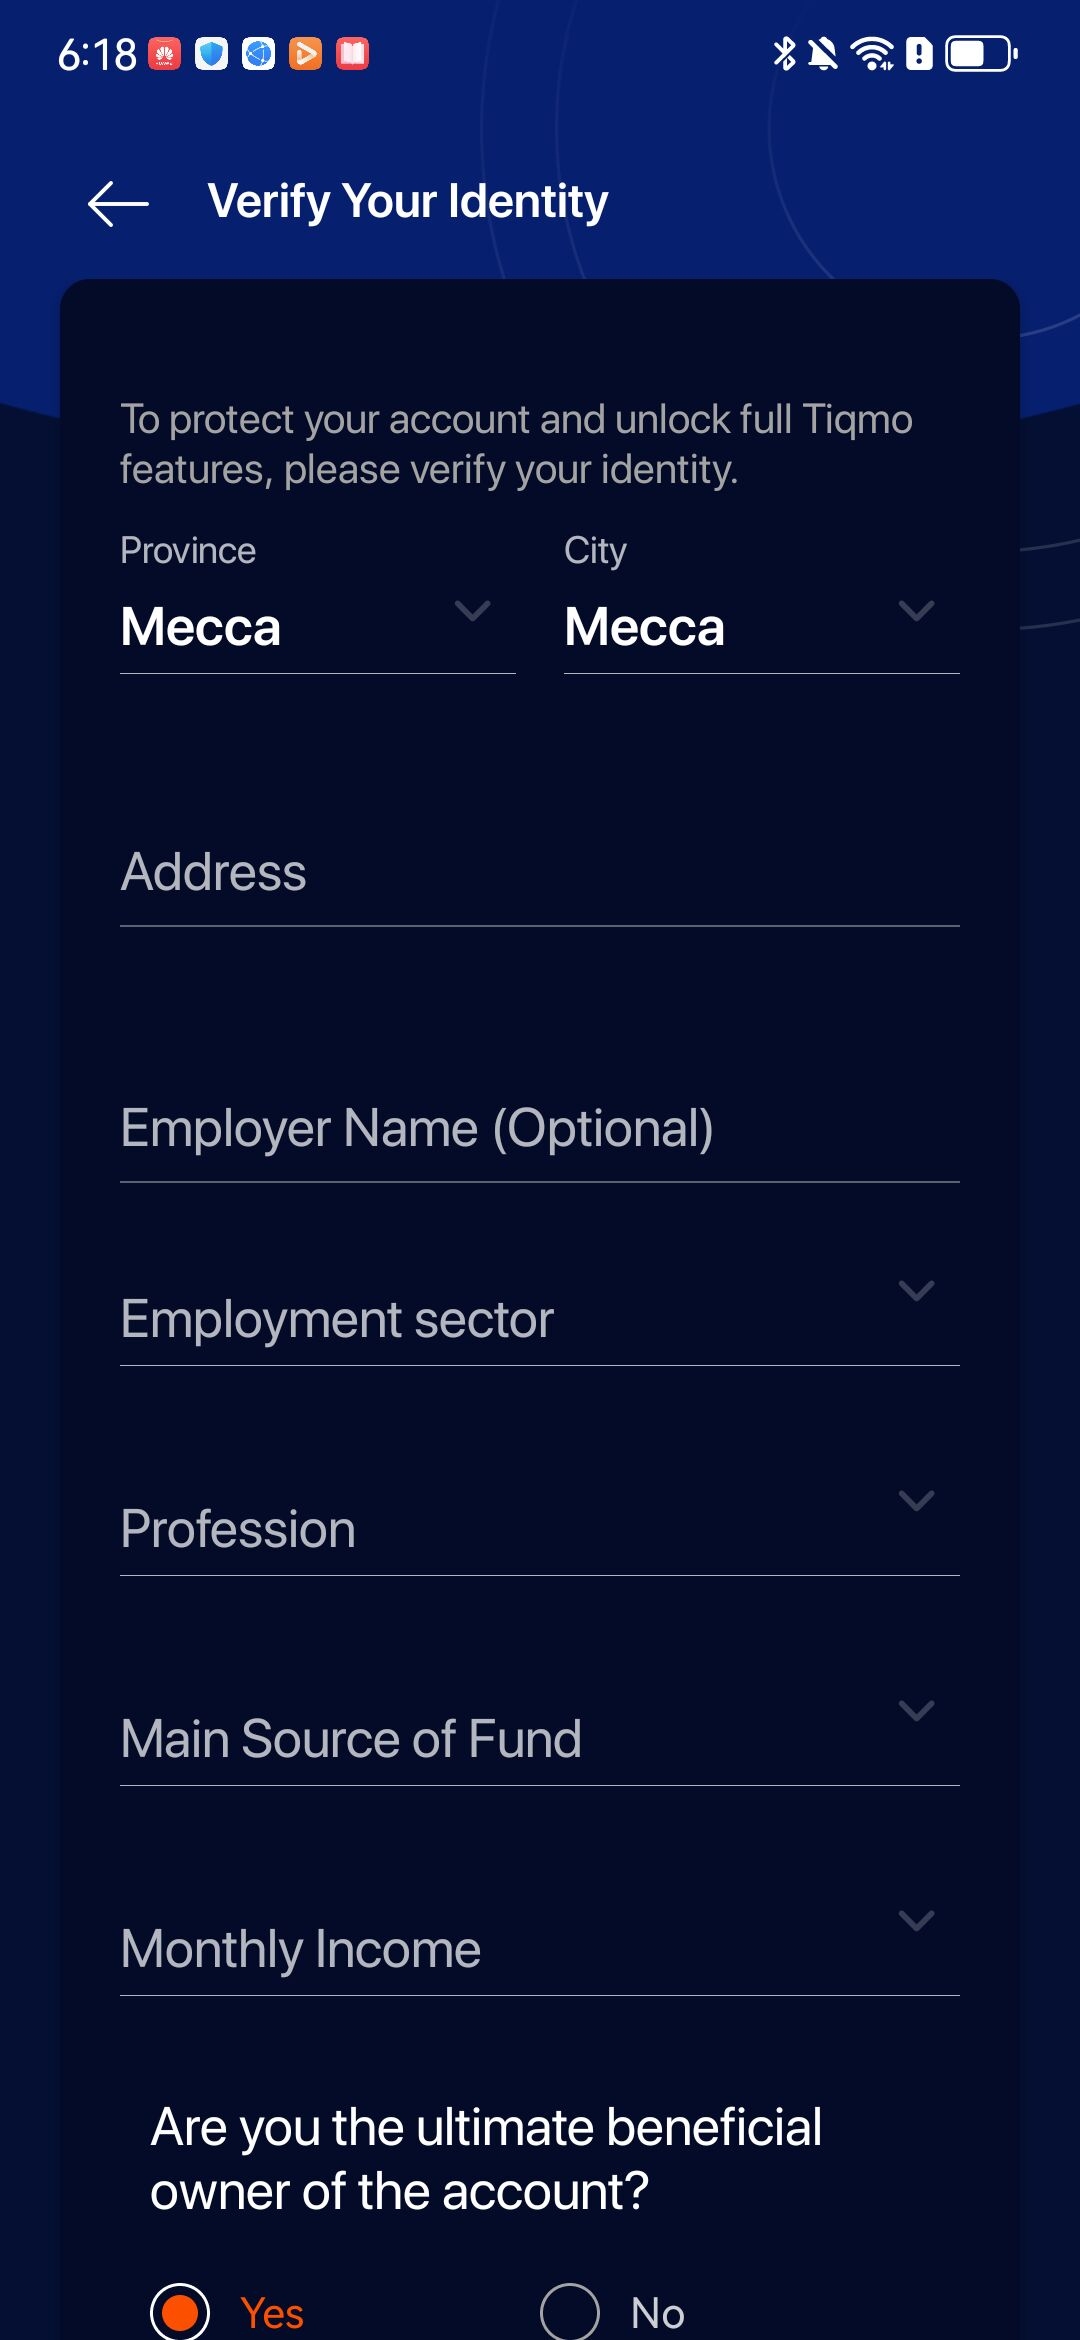 6:18
Verify Your Identity
To protect your account and unlock full Tiqmo
features, please verify your identity.
Province City
Mecca Mecca
Address
Employer Name (Optional)
Employment sector
Profession
Main Source of Fund
Monthly Income
Are you the ultimate beneficial
owner of the account?
Yes No